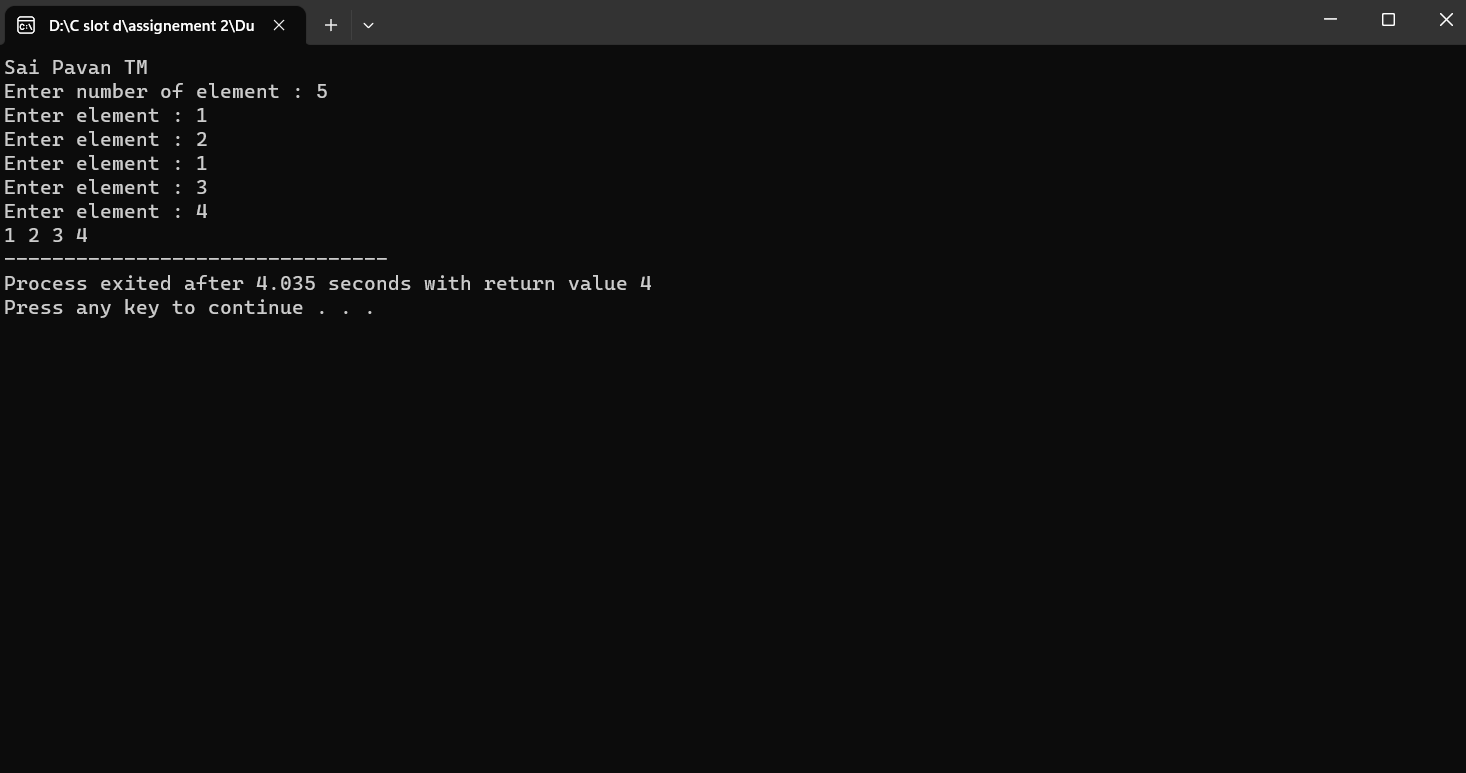 D:\C slot d\assignement 2\Du
Sai Pavan TM
Enter number of element : 5
Enter element : 1
Enter element : 2
Enter element : 1
Enter element : 3
Enter element : 4
1 2 3 4
--------------------------------
Process exited after 4.035 seconds with return value 4
Press any key to continue . . .